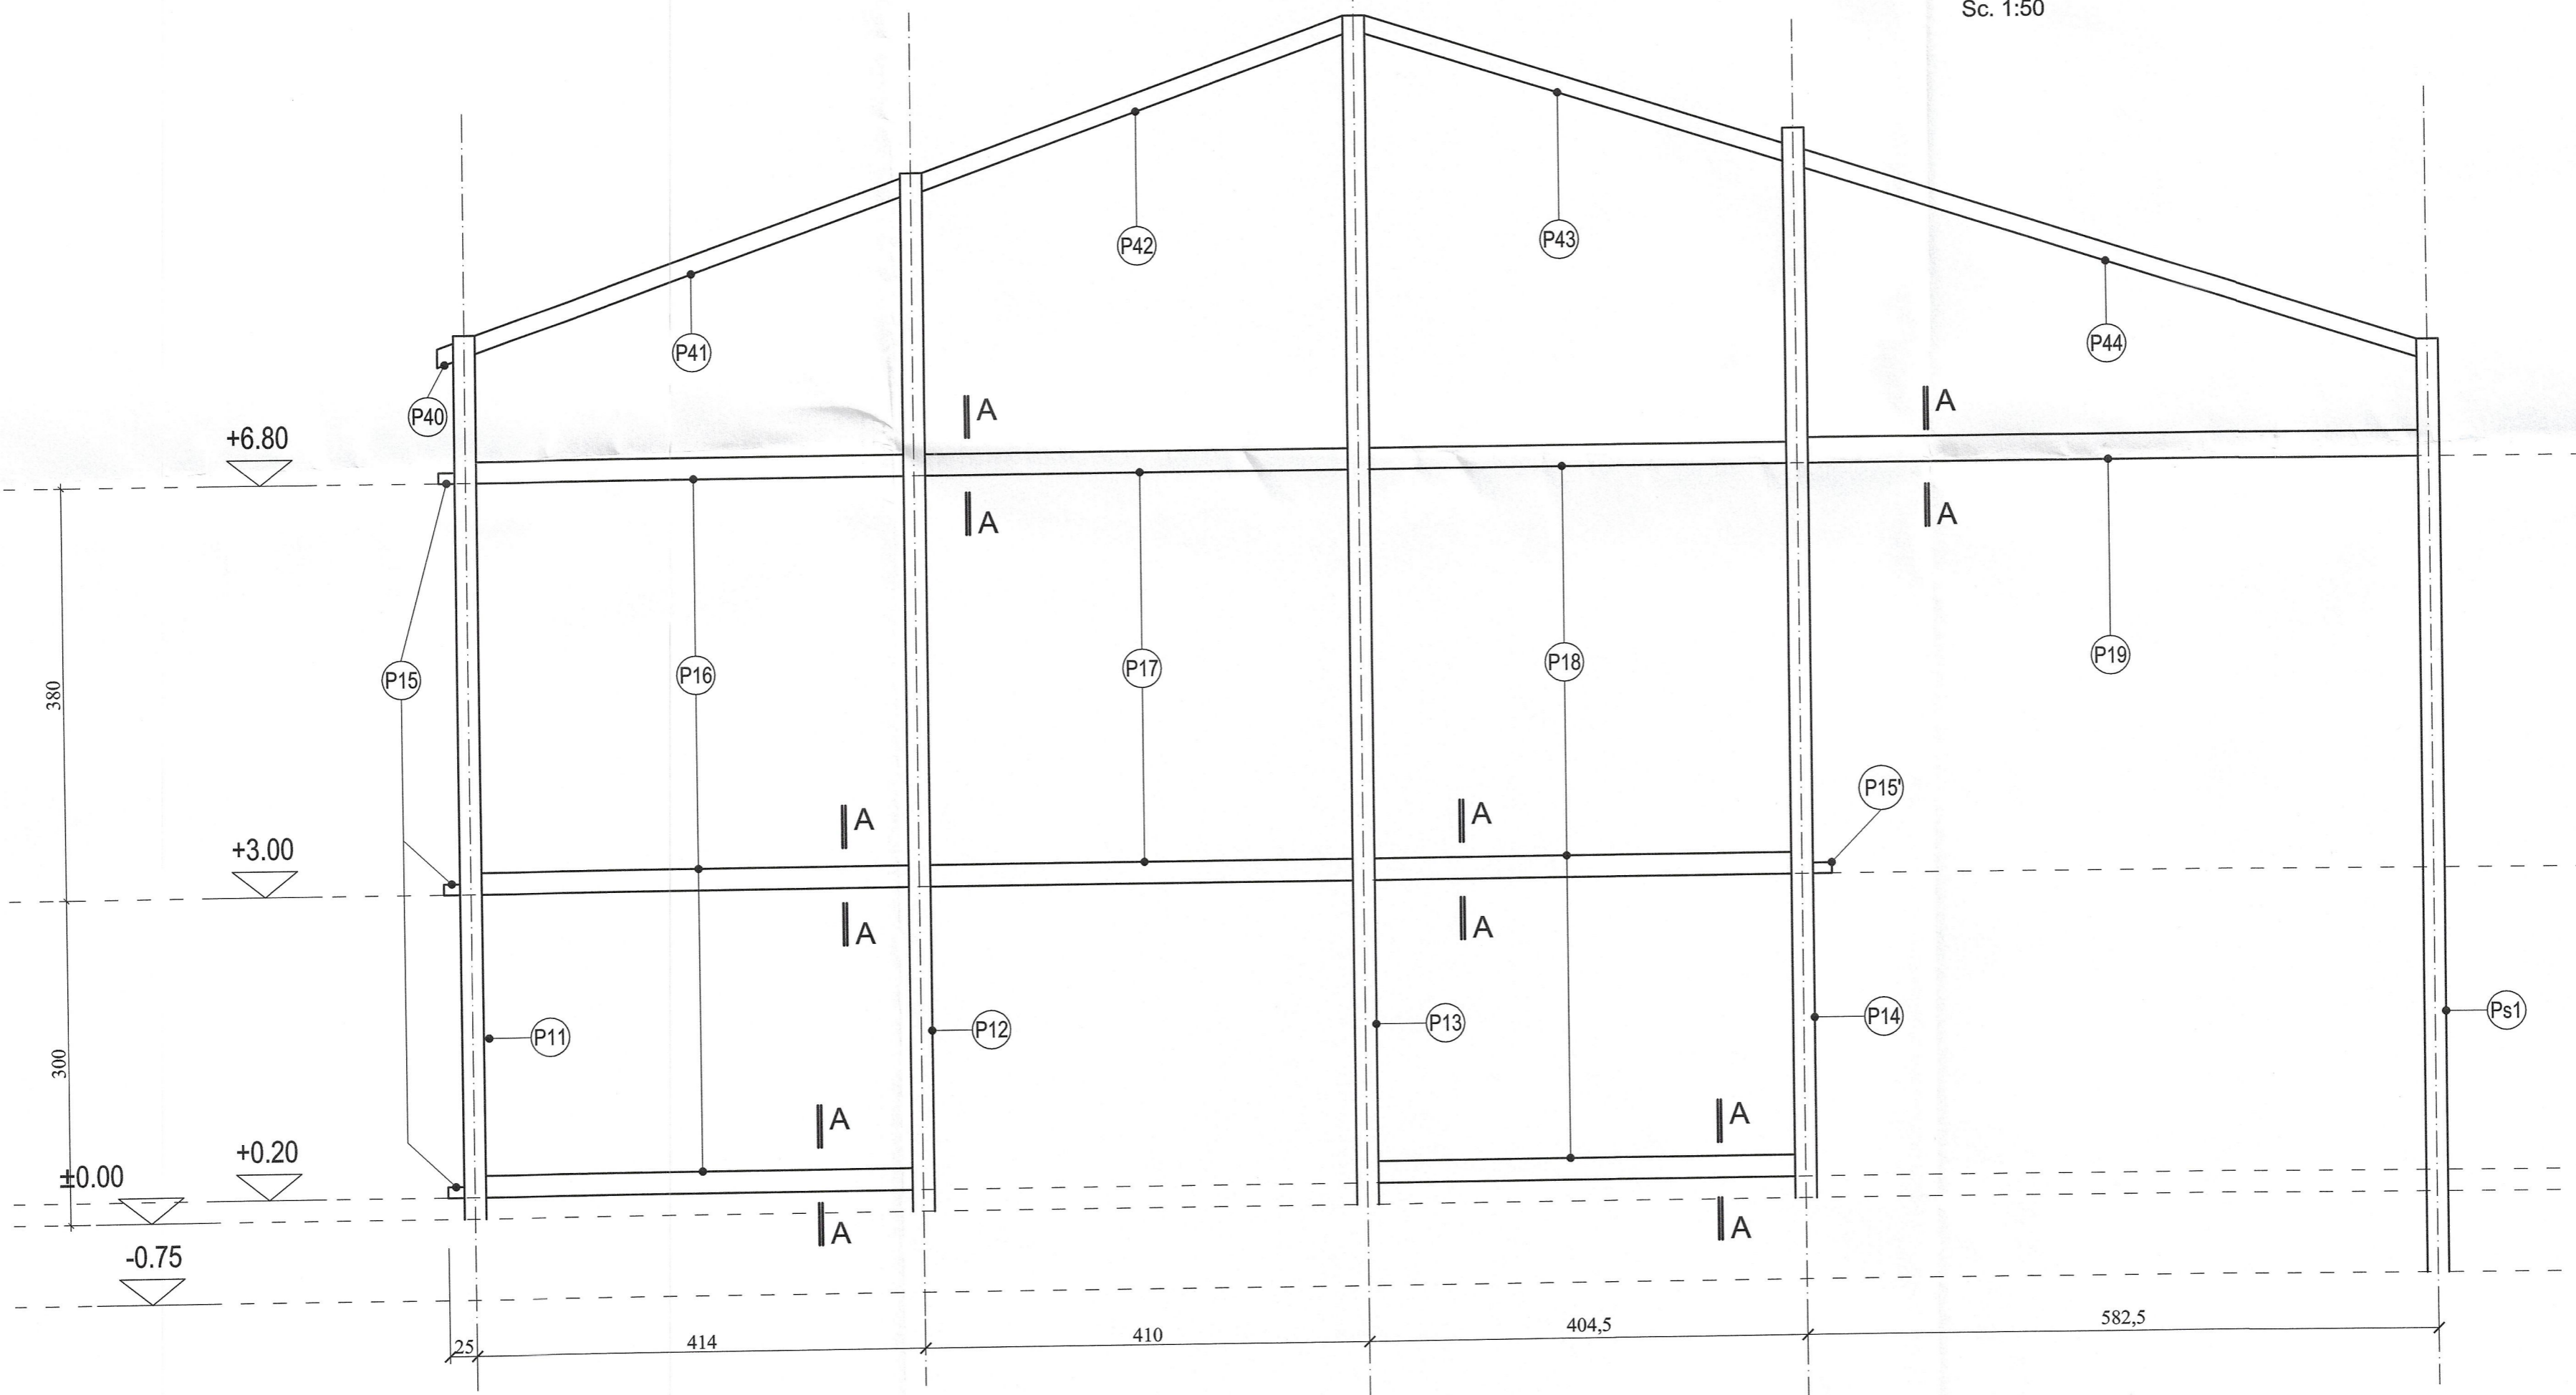 Sc. 1:50
P42
P43
P41
P44
P40
A
A
+6.80
A
A
P15
P16
P17
P18
P19
380
P15'
A
A
+3.00
A
A
P11
P12
P13
P14
Ps1
300
A
A
+0.20
±0.00
A
A
-0.75
25
414
410
404,5
582,5